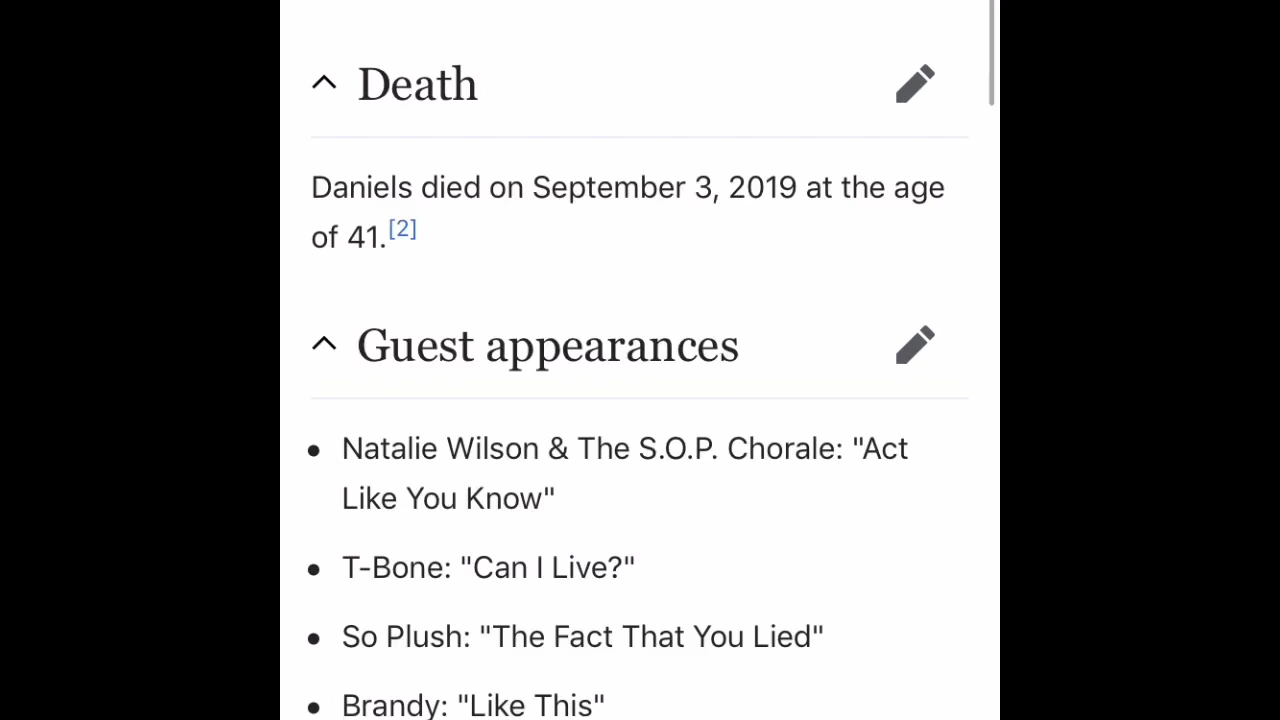 Death
Daniels died on September 3, 2019 at the age
of 41.[2]
Guest appearances
• Natalie Wilson & The S.O.P. Chorale: "Act
Like You Know"
• T-Bone: "Can I Live?"
• So Plush: "The Fact That You Lied"
• Brandy: "Like This"